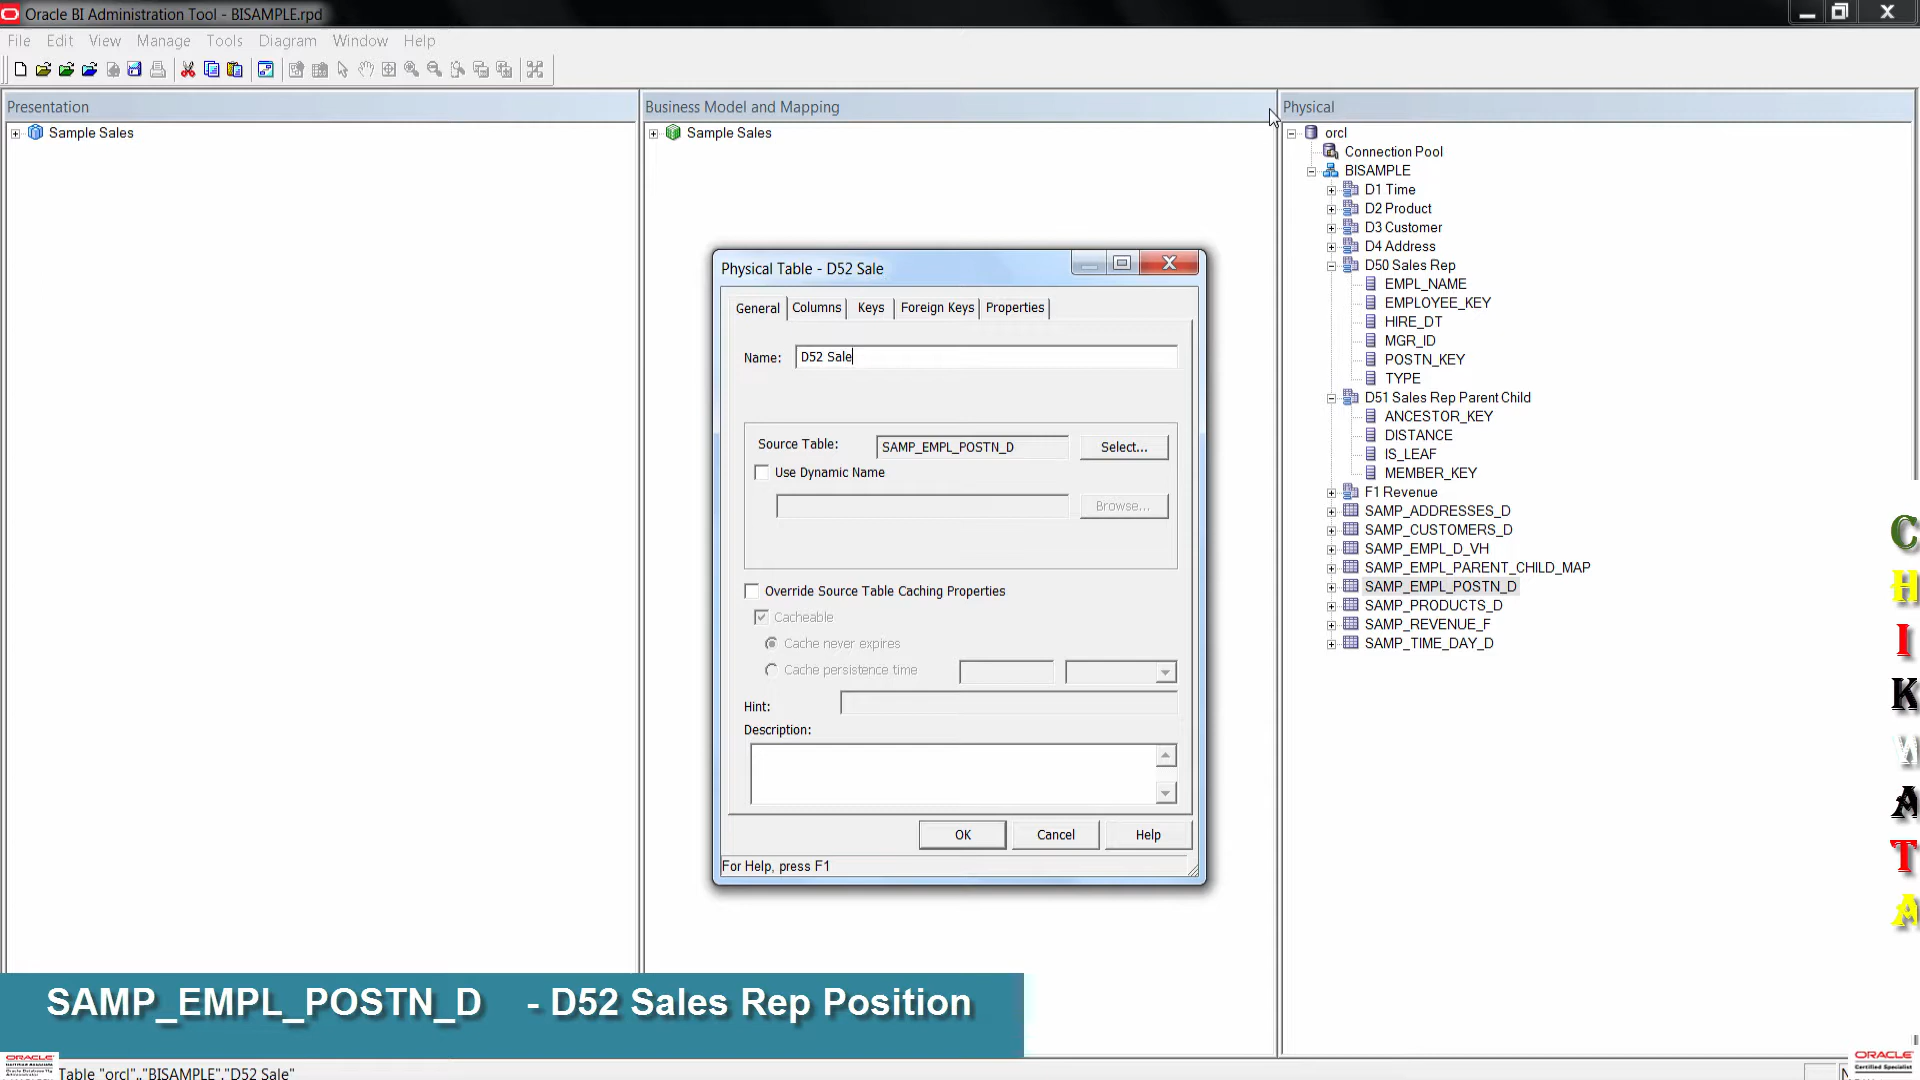 Oracle BI Administration Tool - BISAMPLE.rpd
File Edit View Manage Tools Diagram Window Help
Presentation
Sample Sales
Business Model and Mapping
Sample Sales
Physical
orcl
Connection Pool
BISAMPLE
D1 Time
D2 Product
D3 Customer
D4 Address
D50 Sales Rep
EMPL_NAME
EMPLOYEE_KEY
HIRE_DT
MGR_ID
POSTN_KEY
TYPE
D51 Sales Rep Parent Child
ANCESTOR_KEY
DISTANCE
IS_LEAF
MEMBER_KEY
F1 Revenue
SAMP_ADDRESSES_D
SAMP_CUSTOMERS_D
SAMP_EMPL_D_VH
SAMP_EMPL_PARENT_CHILD_MAP
SAMP_EMPL_POSTN_D
SAMP_PRODUCTS_D
SAMP_REVENUE_F
SAMP_TIME_DAY_D
Physical Table - D52 Sale
General Columns Keys Foreign Keys Properties
Name: D52 Sale
Source Table: SAMP_EMPL_POSTN_D Select...
Use Dynamic Name
Browse...
Override Source Table Caching Properties
Cacheable
Cache never expires
Cache persistence time
Hint:
Description:
OK Cancel Help
For Help, press F1
C
H
I
K
W
A
T
A
SAMP_EMPL_POSTN_D - D52 Sales Rep Position
ORACLE
Table "orcl".."BISAMPLE"."D52 Sale"
ORACLE
Certified Specialist